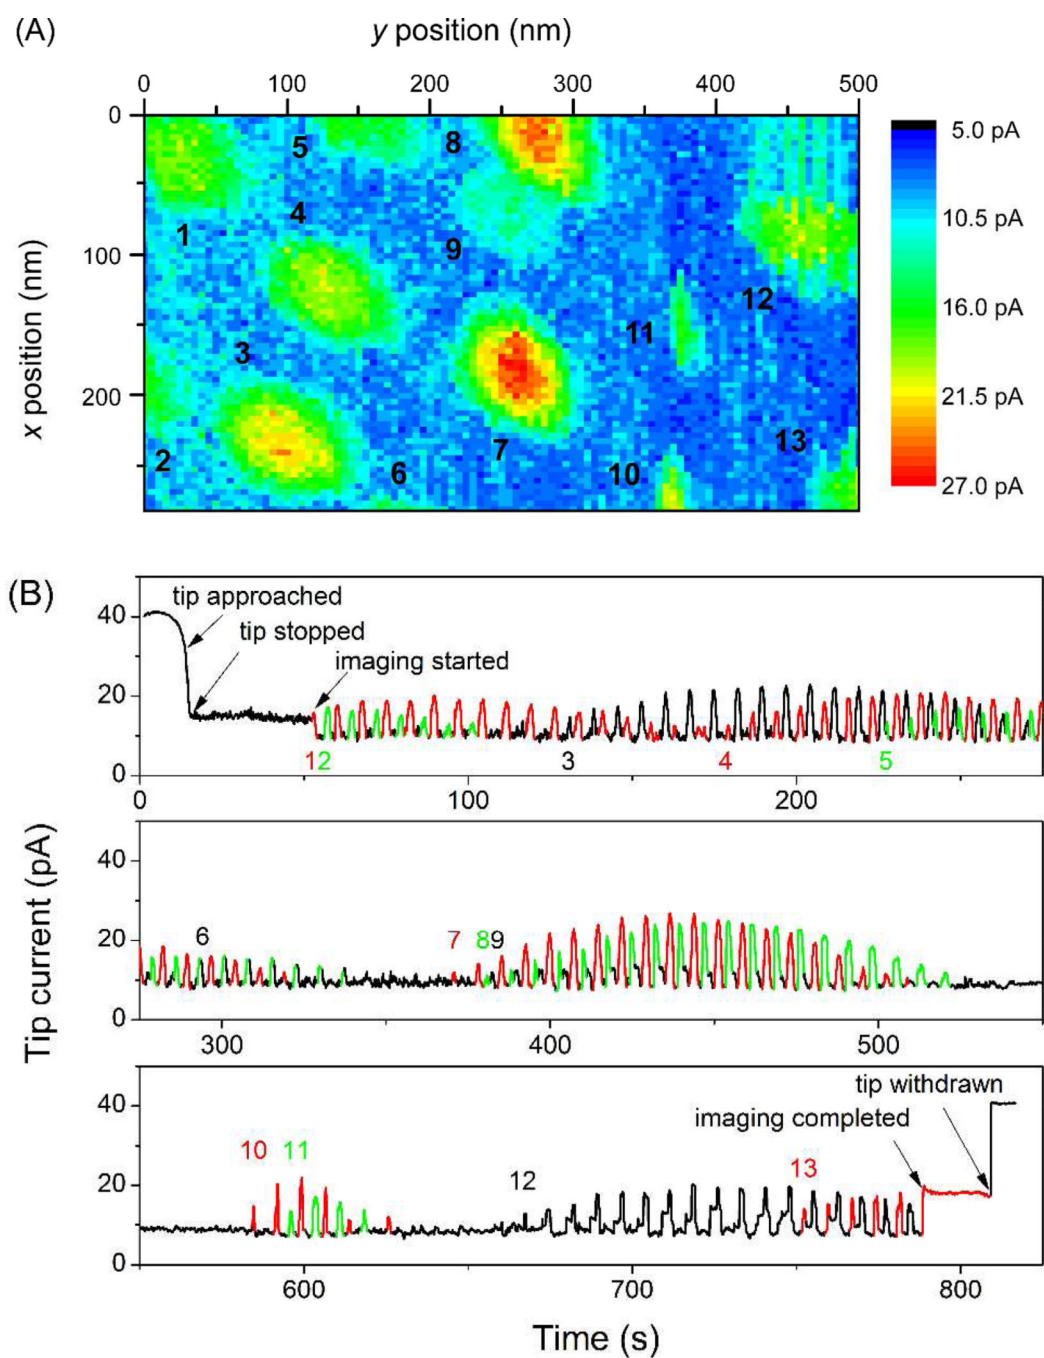 (A)
y position (nm)
0 100 200 300 400 500
x position (nm)
0
100
200
5 8
4
1 9
12
11
3
13
7
2 6 10
5.0 pA
10.5 pA
16.0 pA
21.5 pA
27.0 pA
(B)
Tip current (pA)
40
20
0
tip approached
tip stopped
imaging started
12 3 4 5
0 100 200
40
20
0
6 7 89
300 400 500
40
20
0
tip withdrawn
imaging completed
10 11 12 13
600 700 800
Time (s)